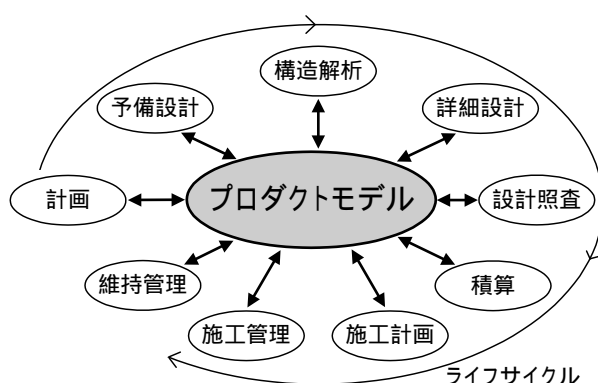 構造解析
予備設計
詳細設計
計画
プロダクトモデル
設計照査
維持管理
積算
施工管理
施工計画
ライフサイクル